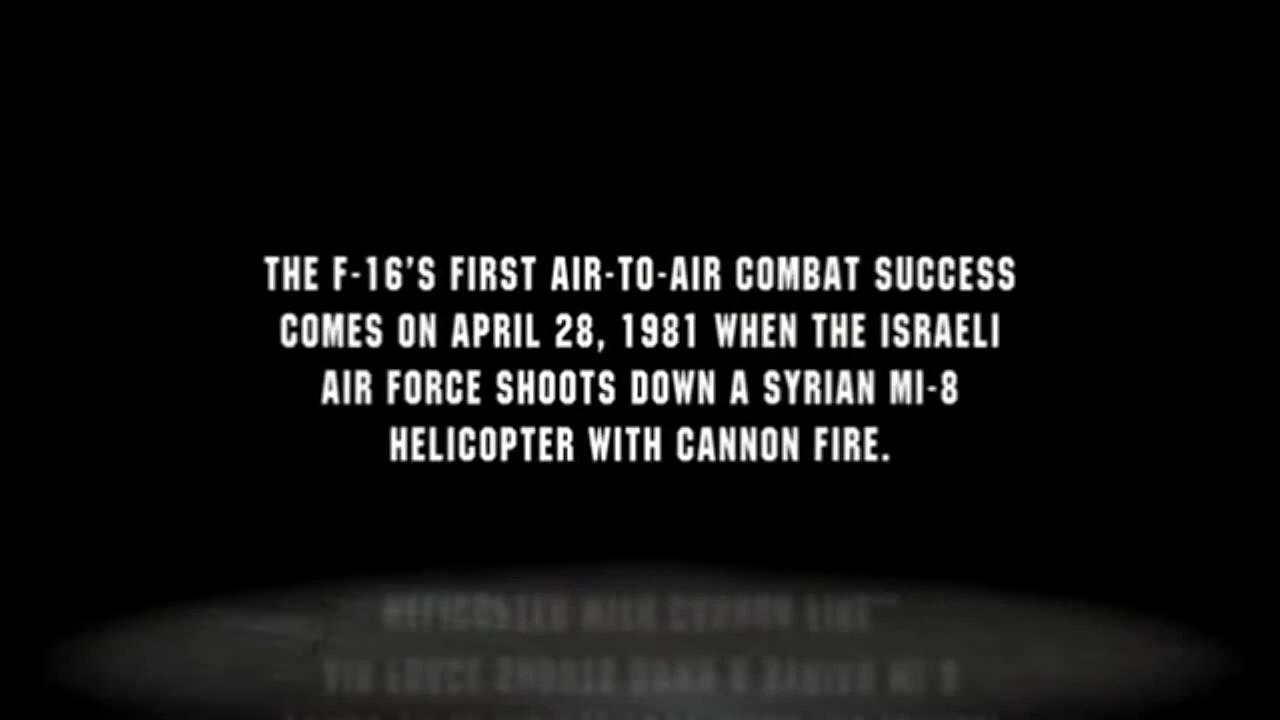 THE F-16'S FIRST AIR-TO-AIR COMBAT SUCCESS
COMES ON APRIL 28, 1981 WHEN THE ISRAELI
AIR FORCE SHOOTS DOWN A SYRIAN MI-8
HELICOPTER WITH CANNON FIRE.